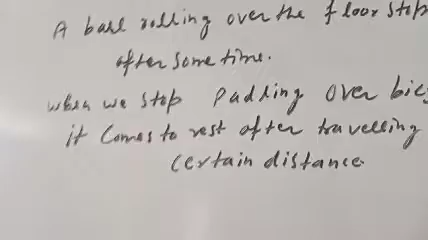 A ball rolling over the floor stop
after some time.
when we stop Padling over bic
it Comes to rest after travelling
Certain distance